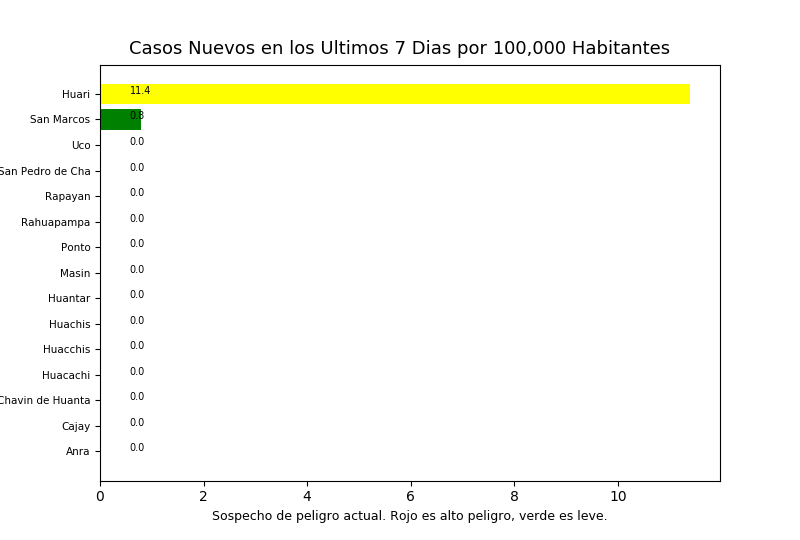 Casos Nuevos en los Ultimos 7 Dias por 100,000 Habitantes
Huari 11.4
San Marcos 0.8
Uco 0.0
San Pedro de Cha 0.0
Rapayan 0.0
Rahuapampa 0.0
Ponto 0.0
Masin 0.0
Huantar 0.0
Huachis 0.0
Huacchis 0.0
Huacachi 0.0
Chavin de Huanta 0.0
Cajay 0.0
Anra 0.0
0 2 4 6 8 10
Sospecho de peligro actual. Rojo es alto peligro, verde es leve.